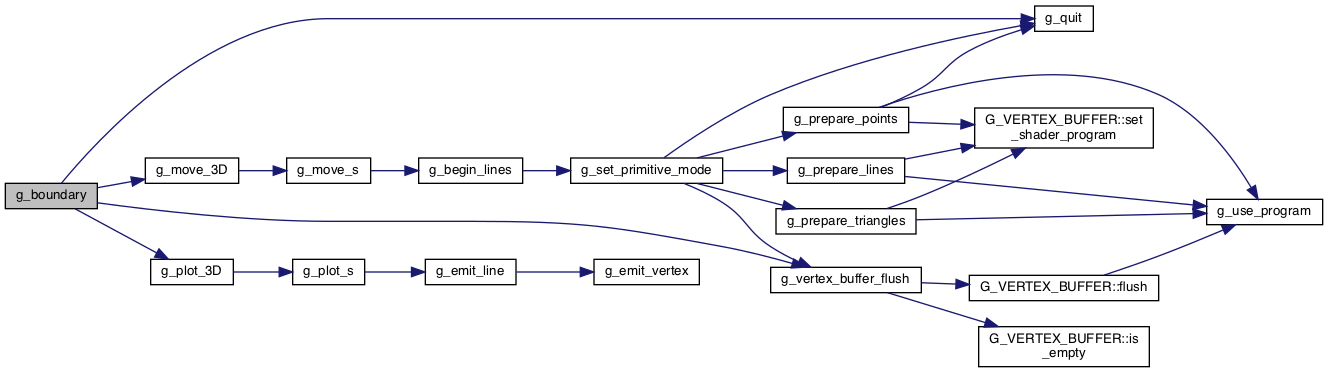 g_quit
g_prepare_points
G_VERTEX_BUFFER::set
_shader_program
g_move_3D
g_move_s
g_begin_lines
g_set_primitive_mode
g_prepare_lines
g_boundary
g_prepare_triangles
g_use_program
g_plot_3D
g_plot_s
g_emit_line
g_emit_vertex
g_vertex_buffer_flush
G_VERTEX_BUFFER::flush
G_VERTEX_BUFFER::is
_empty